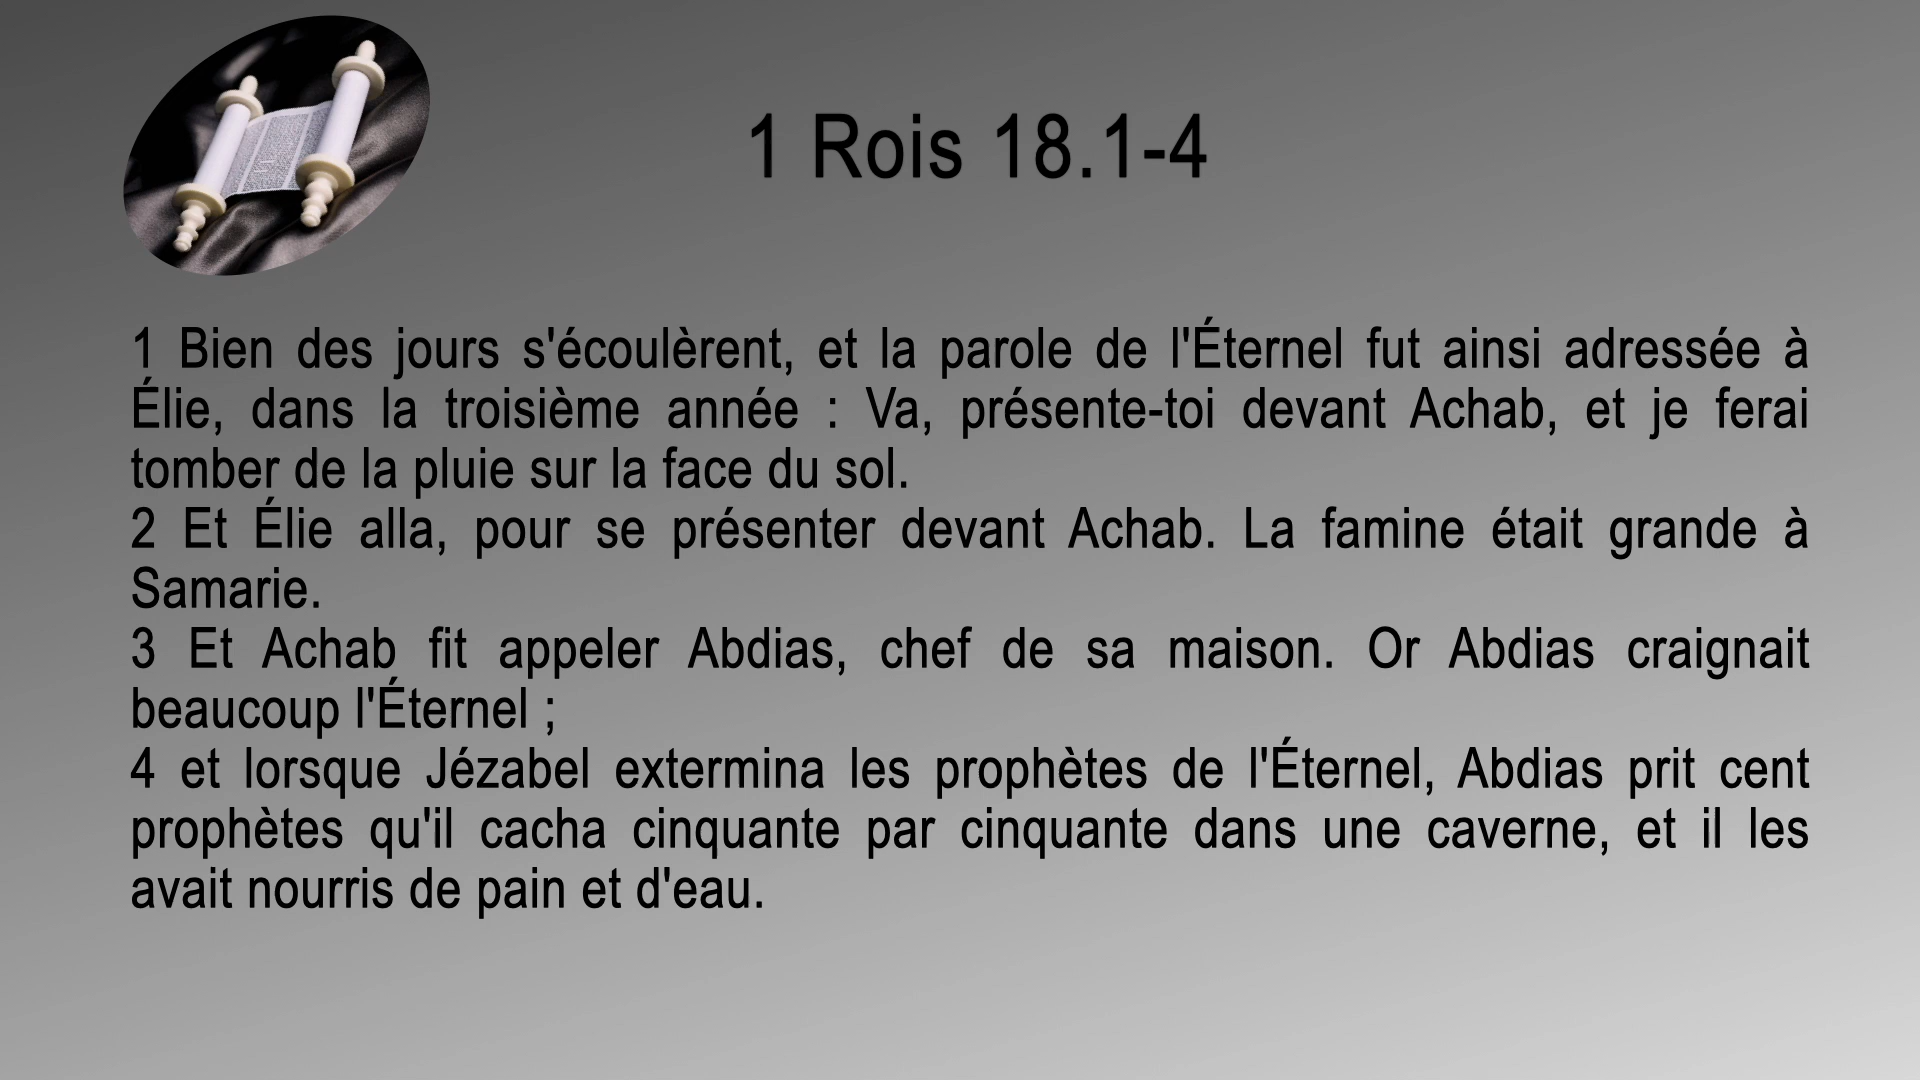 1 Rois 18.1-4
1 Bien des jours s'écoulèrent, et la parole de l'Éternel fut ainsi adressée à
Élie, dans la troisième année : Va, présente-toi devant Achab, et je ferai
tomber de la pluie sur la face du sol.
2 Et Élie alla, pour se présenter devant Achab. La famine était grande à
Samarie.
3 Et Achab fit appeler Abdias, chef de sa maison. Or Abdias craignait
beaucoup l'Éternel ;
4 et lorsque Jézabel extermina les prophètes de l'Éternel, Abdias prit cent
prophètes qu'il cacha cinquante par cinquante dans une caverne, et il les
avait nourris de pain et d'eau.